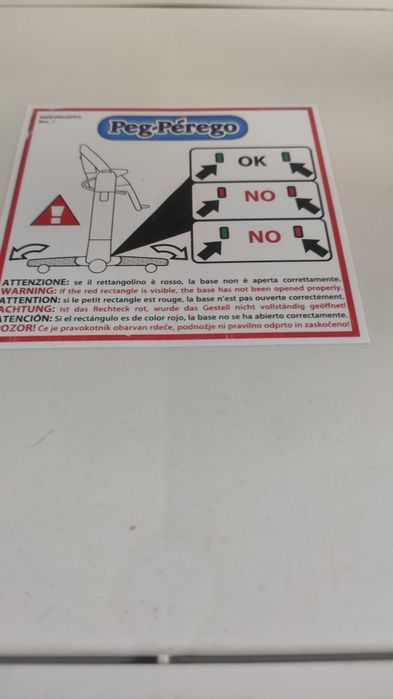 Rev. 1
Peg-Pérego
OK
NO
NO
ATTENZIONE: se il rettangolino è rosso, la base non è aperta correttamente.
WARNING: If the red rectangle is visible, the base has not been opened properly.
ATTENTION: si le petit rectangle est rouge, la base n'est pas ouverte correctement.
ACHTUNG: Ist das Rechteck rot, wurde das Gestell nicht vollständig geöffnet!
ATENCIÓN: Si el rectángulo es de color rojo, la base no se ha abierto correctamente.
POZOR! Če je pravokotnik obarvan rdeče, podnožje ni pravilno odprto in zaskočeno!